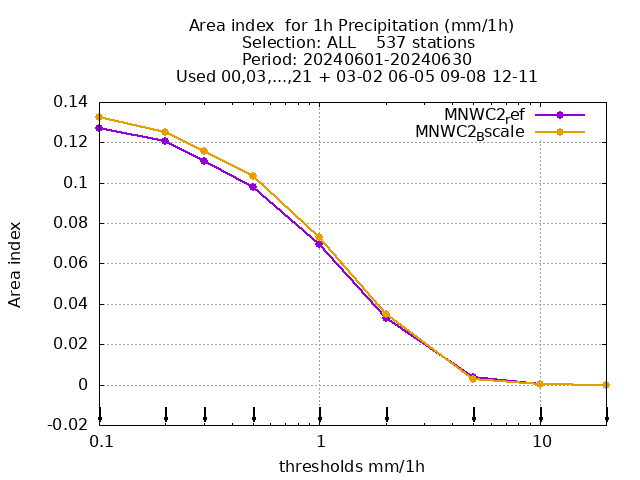 Area index  for 1h Precipitation (mm/1h)
Selection: ALL    537 stations
Period: 20240601-20240630
Used 00,03,...,21 + 03-02 06-05 09-08 12-11
MNWC2_ref
MNWC2_Bscale
0.14
0.12
0.1
0.08
0.06
0.04
0.02
0
-0.02
Area index
0.1 1 10
thresholds mm/1h